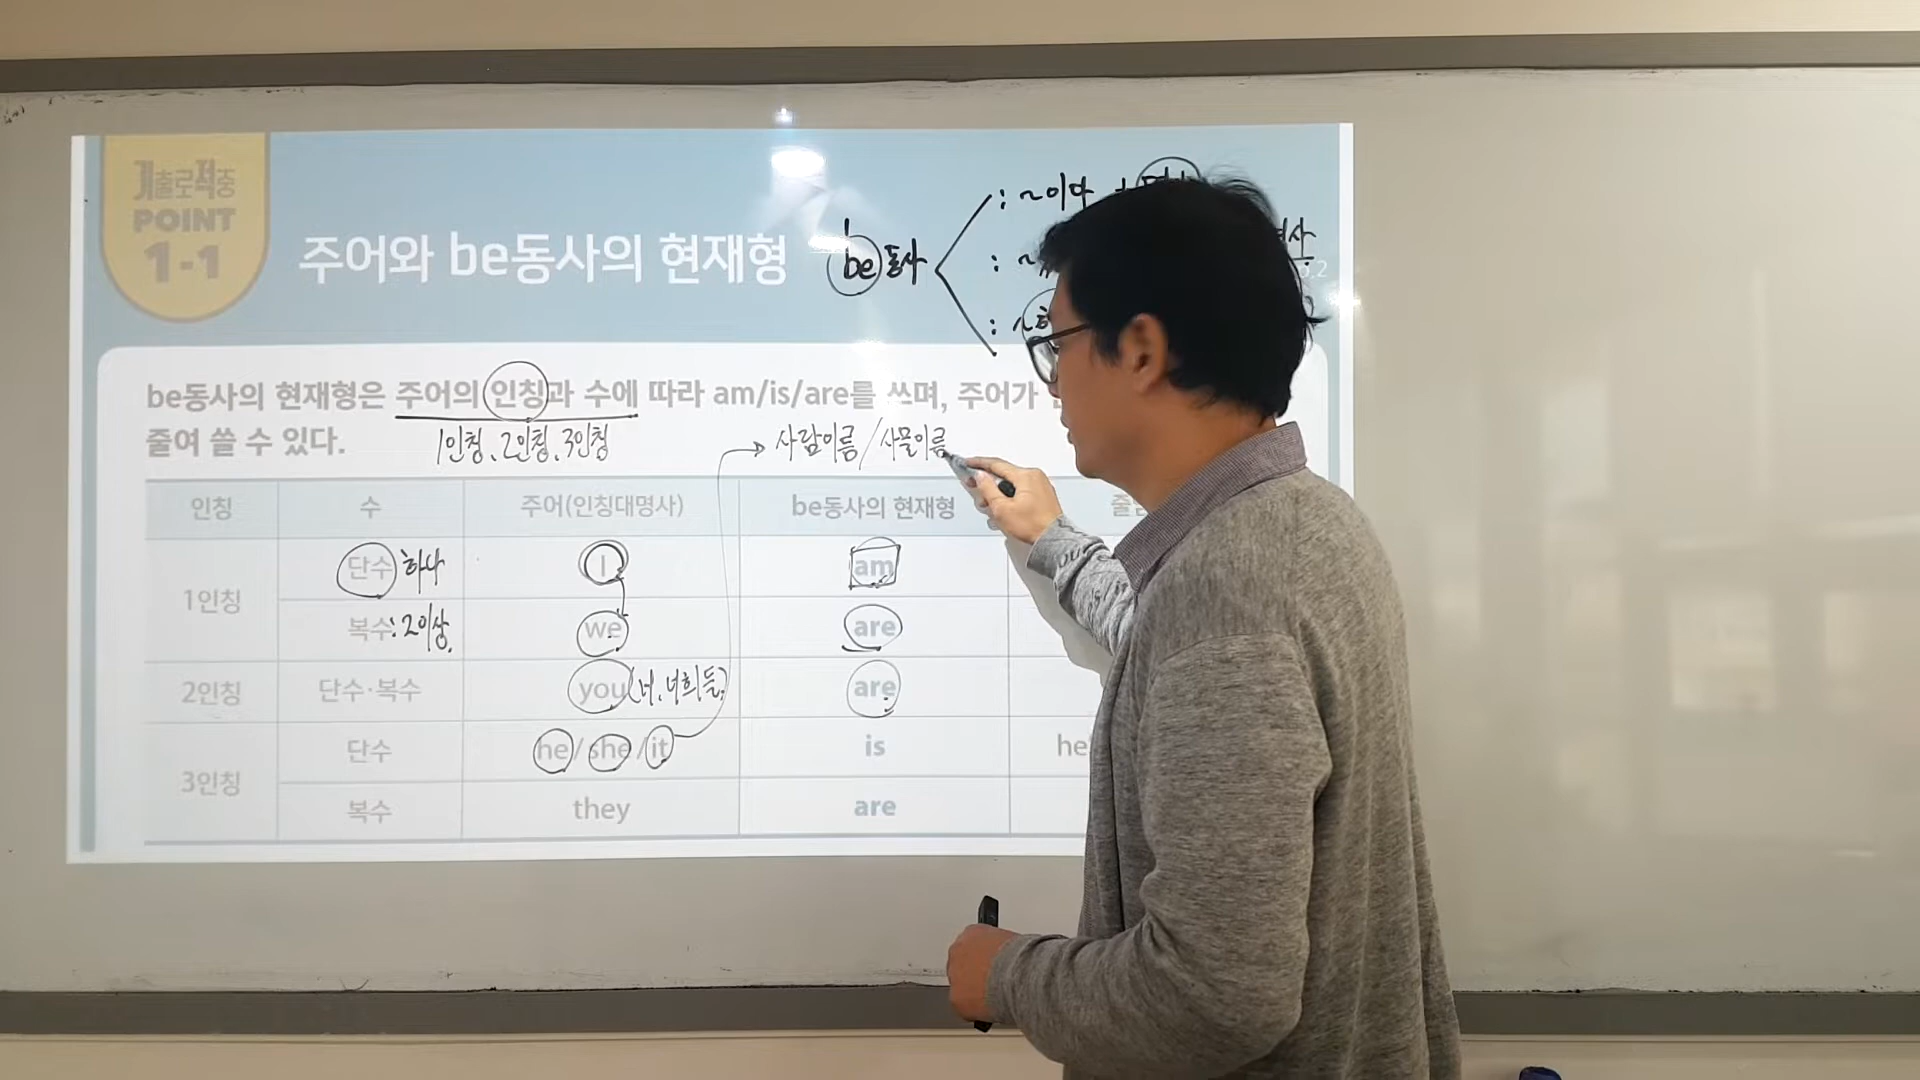 기출로적중
POINT
1-1
주어와 be동사의 현재형
be동사
: ~이다 +
: ~
: ~
be동사의 현재형은 주어의 인칭과 수에 따라 am/is/are를 쓰며, 주어가
줄여 쓸 수 있다.
1인칭, 2인칭, 3인칭
사람이름 / 사물이름
인칭 수 주어(인칭대명사) be동사의 현재형
1인칭 단수 하나 I am
복수: 2이상. we are
2인칭 단수·복수 you (너, 너희들) are
3인칭 단수 he / she / it is he
복수 they are